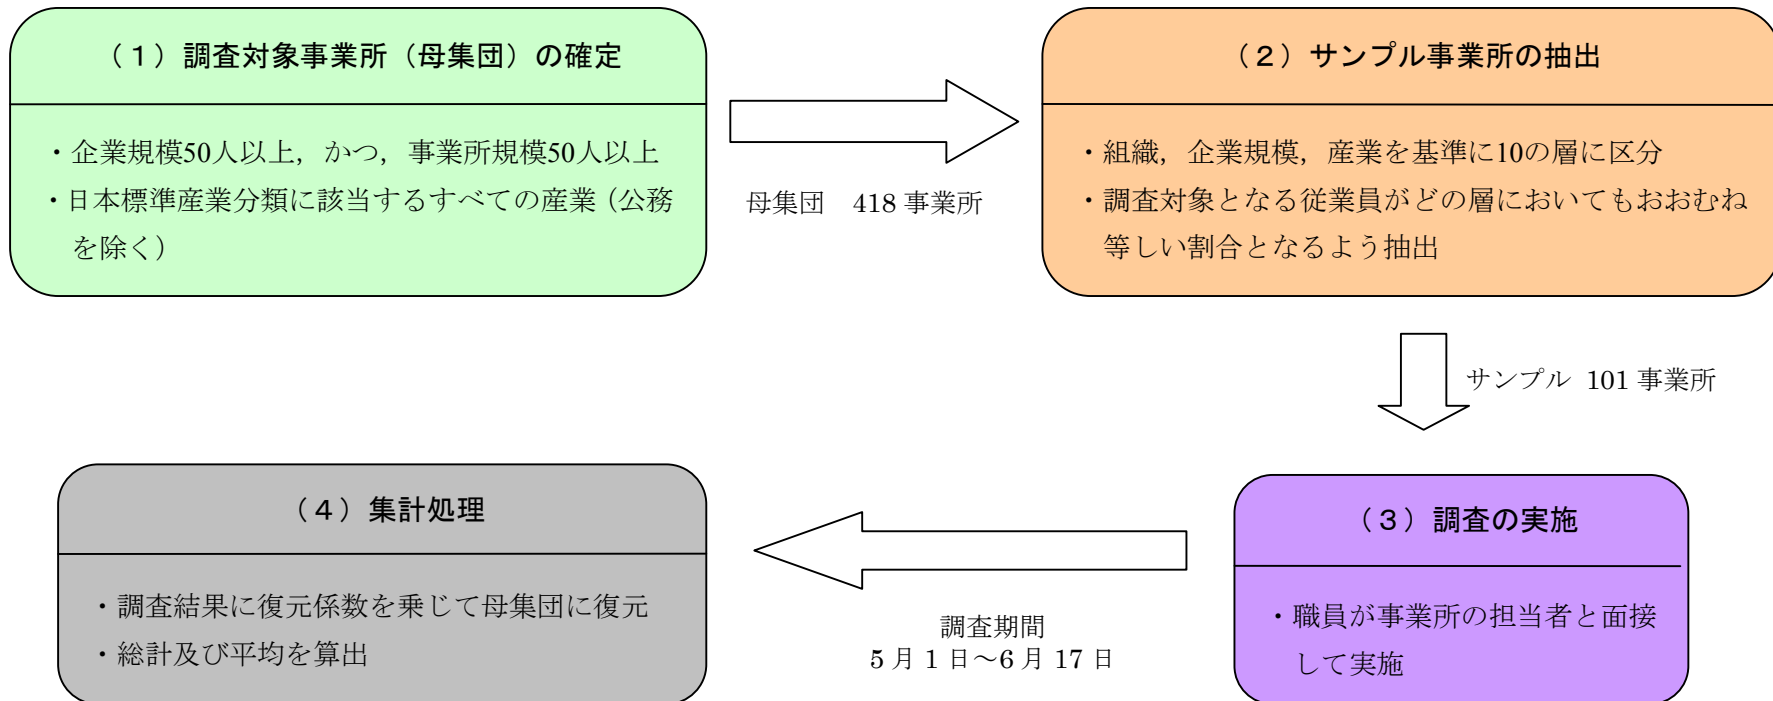 （１）調査対象事業所（母集団）の確定
・企業規模50人以上，かつ，事業所規模50人以上
・日本標準産業分類に該当するすべての産業（公務
を除く）
母集団　418 事業所
（２）サンプル事業所の抽出
・組織，企業規模，産業を基準に10の層に区分
・調査対象となる従業員がどの層においてもおおむね
等しい割合となるよう抽出
サンプル 101 事業所
（３）調査の実施
・職員が事業所の担当者と面接
して実施
調査期間
5 月 1 日～6 月 17 日
（４）集計処理
・調査結果に復元係数を乗じて母集団に復元
・総計及び平均を算出